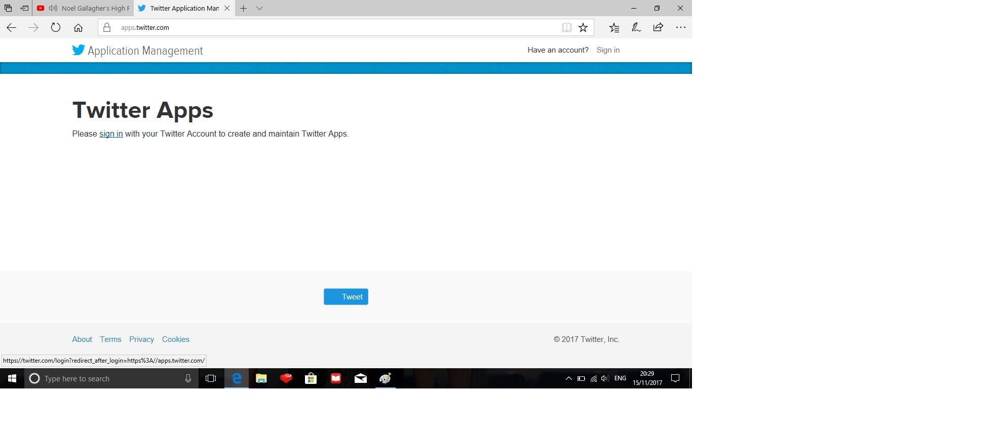 Noel Gallagher's High F
Twitter Application Man
apps.twitter.com
Application Management
Have an account? Sign in
Twitter Apps
Please sign in with your Twitter Account to create and maintain Twitter Apps.
Tweet
About Terms Privacy Cookies
© 2017 Twitter, Inc.
https://twitter.com/login?redirect_after_login=https%3A//apps.twitter.com/
Type here to search
ENG
20:29
15/11/2017